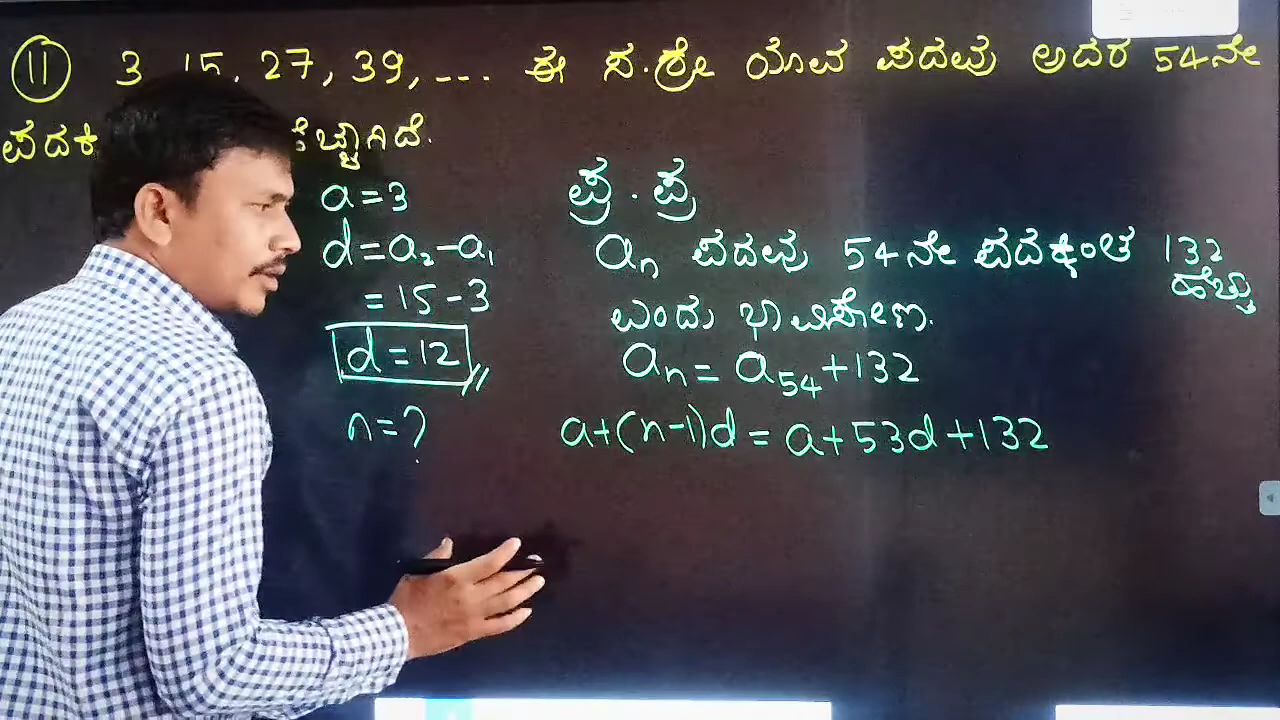 11 3 15, 27, 39, --- ಈ ಸ.ಶ್ರೇ ಯಾವ ಪದವು ಅದರ 54ನೇ
ಹೆಚ್ಚಾಗಿದೆ.
a=3
d=a₂-a₁
=15-3
d=12
n=?
ಪ್ರ.ಪ್ರ
an ಪದವು 54ನೇ ಪದಕ್ಕಿಂತ 132
ಹೆಚ್ಚು
ಎಂದು ಭಾವಿಸೋಣ.
an=a54+132
a+(n-1)d=a+53d+132